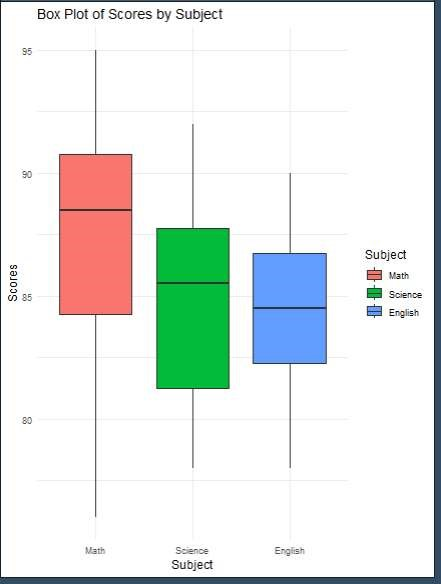 Box Plot of Scores by Subject
95
90
85
80
Scores
Math
Science
English
Subject
Subject
Math
Science
English